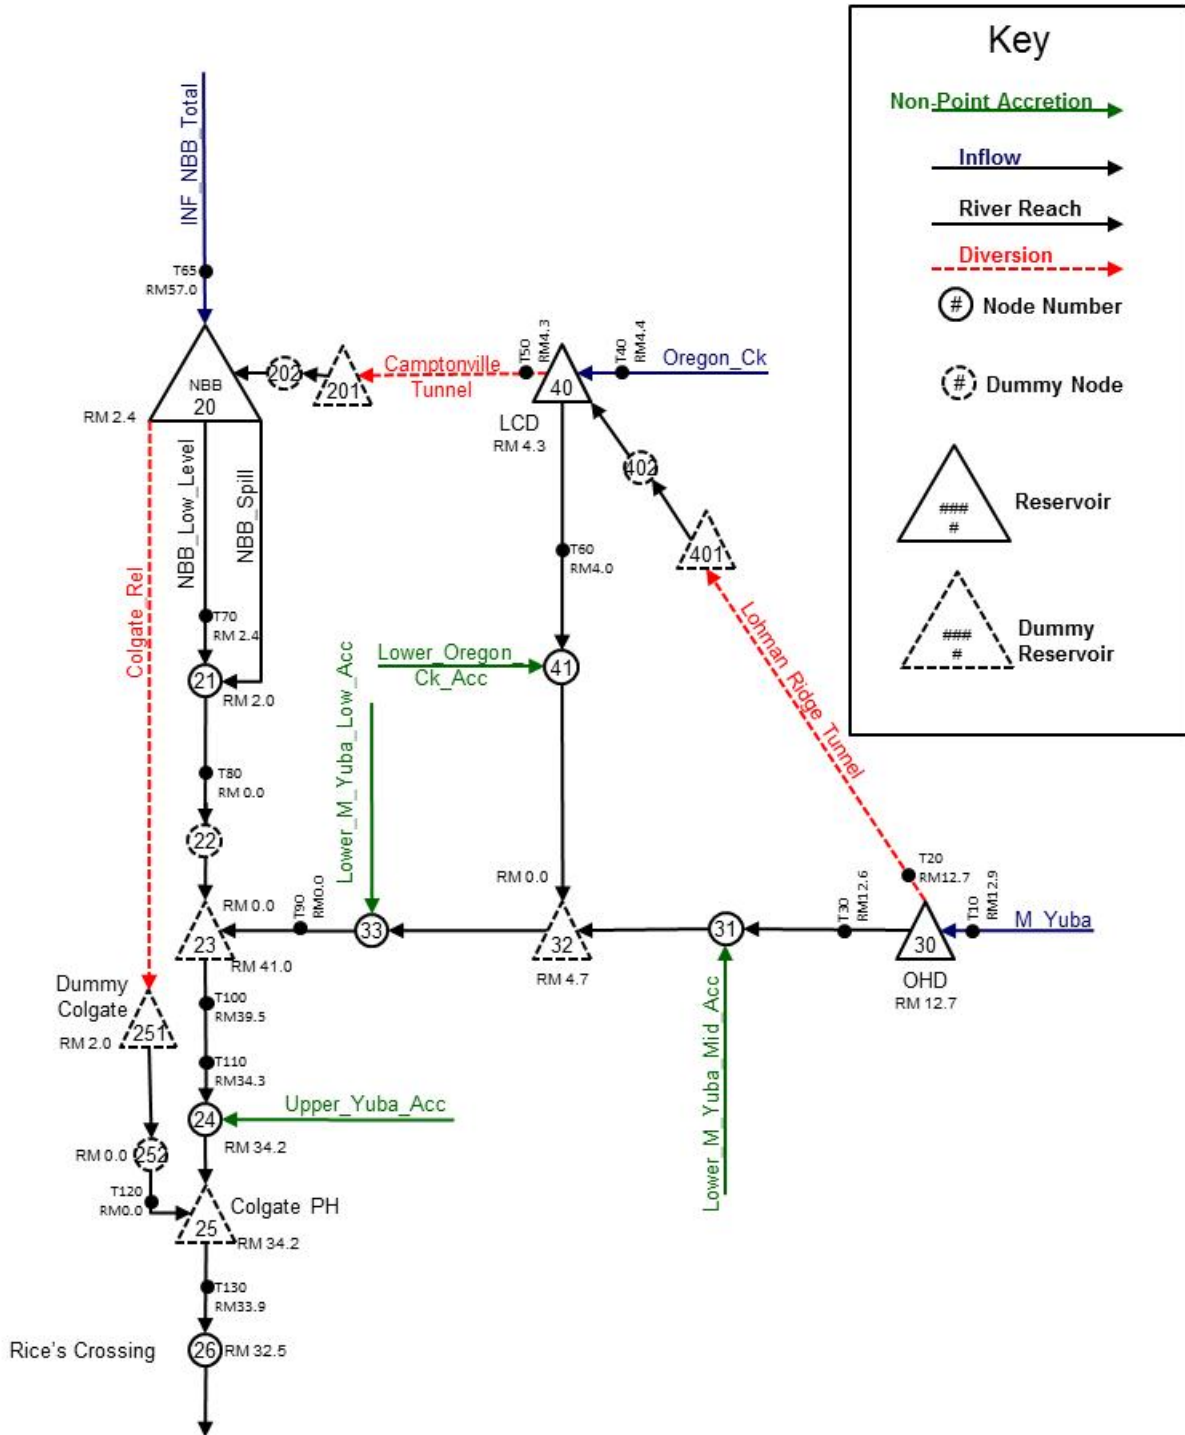 Key
Non-Point Accretion
Inflow
River Reach
Diversion
# Node Number
# Dummy Node
###
#
Reservoir
###
#
Dummy
Reservoir
INF_NBB_Total
T65
RM57.0
NBB
20
RM 2.4
202
201
Camptonville
Tunnel
T50
RM4.3
40
LCD
RM 4.3
T40
RM4.4
Oregon_Ck
402
401
Lohman Ridge Tunnel
Colgate_Rel
NBB_Low_Level
NBB_Spill
T70
RM 2.4
21
RM 2.0
T60
RM4.0
Lower_Oregon_
Ck_Acc
41
Lower_M_Yuba_Low_Acc
T80
RM 0.0
22
RM 0.0
23
RM 41.0
T90
RM0.0
33
RM 0.0
32
RM 4.7
31
T30
RM12.6
T20
RM12.7
30
OHD
RM 12.7
T10
RM12.9
M_Yuba
Lower_M_Yuba_Mid_Acc
Dummy
Colgate
251
RM 2.0
T100
RM39.5
T110
RM34.3
24
Upper_Yuba_Acc
RM 34.2
RM 0.0
252
T120
RM0.0
Colgate PH
25
RM 34.2
T130
RM33.9
Rice's Crossing
26
RM 32.5